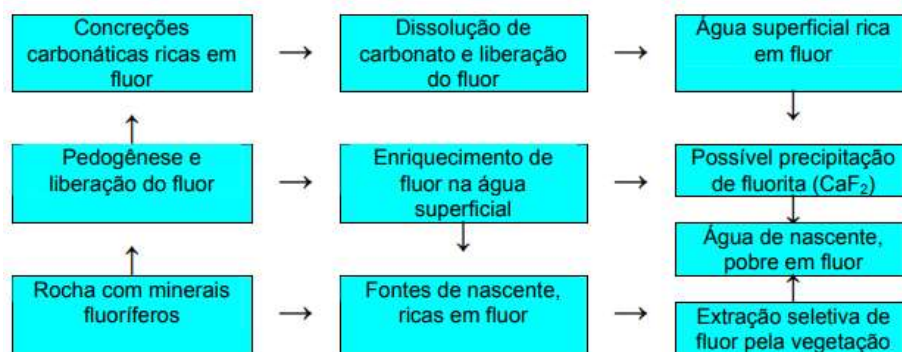 Concreções
carbonáticas ricas em
fluor
Dissolução de
carbonato e liberação
do fluor
Água superficial rica
em fluor
Pedogênese e
liberação do fluor
Enriquecimento de
fluor na água
superficial
Possível precipitação
de fluorita (CaF₂)
Água de nascente,
pobre em fluor
Rocha com minerais
fluoríferos
Fontes de nascente,
ricas em fluor
Extração seletiva de
fluor pela vegetação